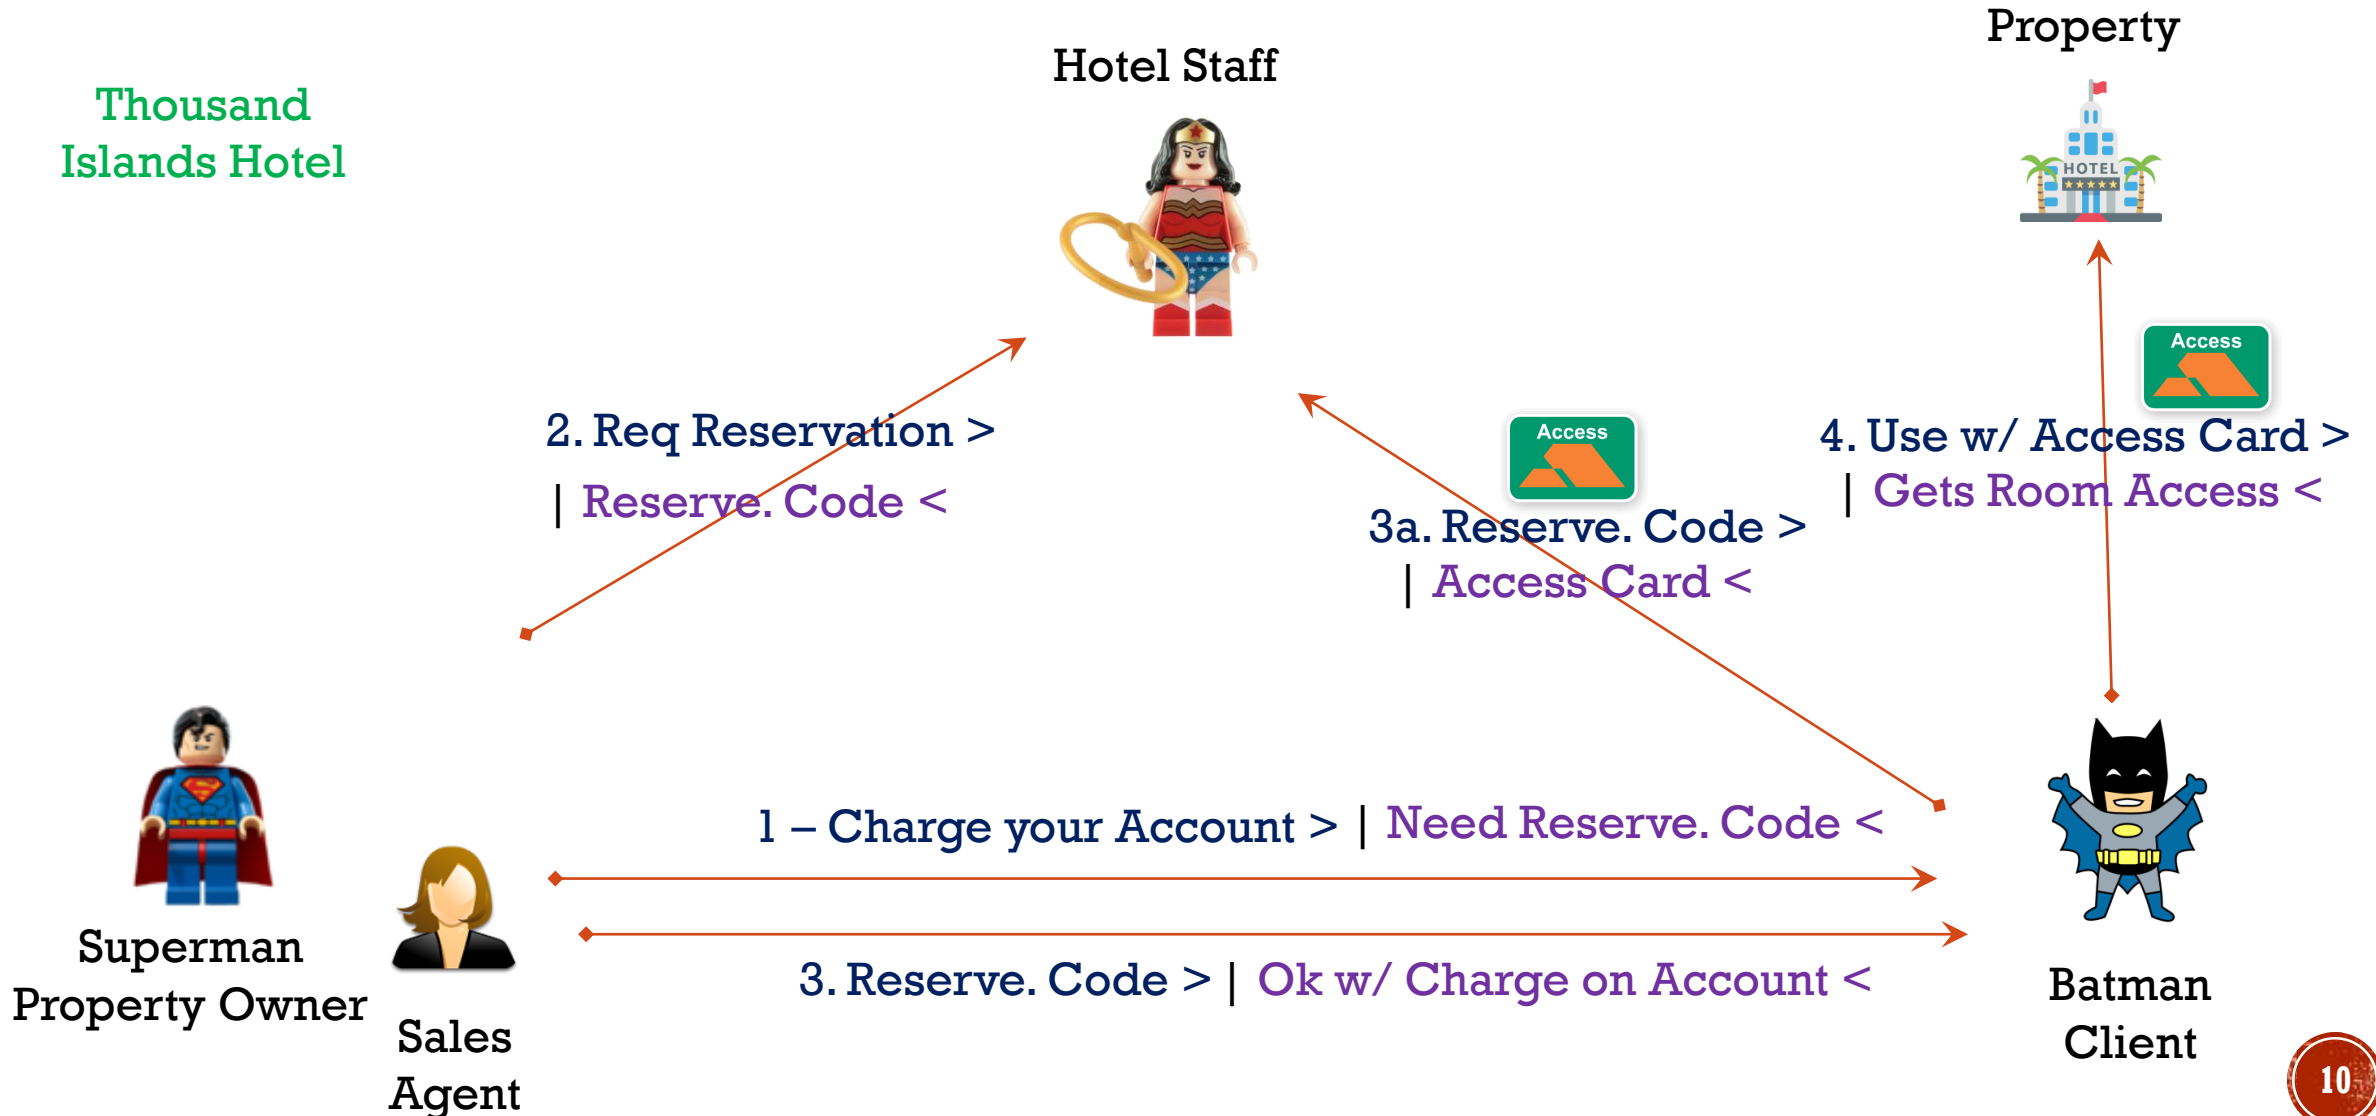 Thousand
Islands Hotel
Hotel Staff
Property
HOTEL
Access
2. Req Reservation >
| Reserve. Code <
Access
3a. Reserve. Code >
| Access Card <
4. Use w/ Access Card >
| Gets Room Access <
1 – Charge your Account > | Need Reserve. Code <
3. Reserve. Code > | Ok w/ Charge on Account <
Superman
Property Owner
Sales
Agent
Batman
Client
10